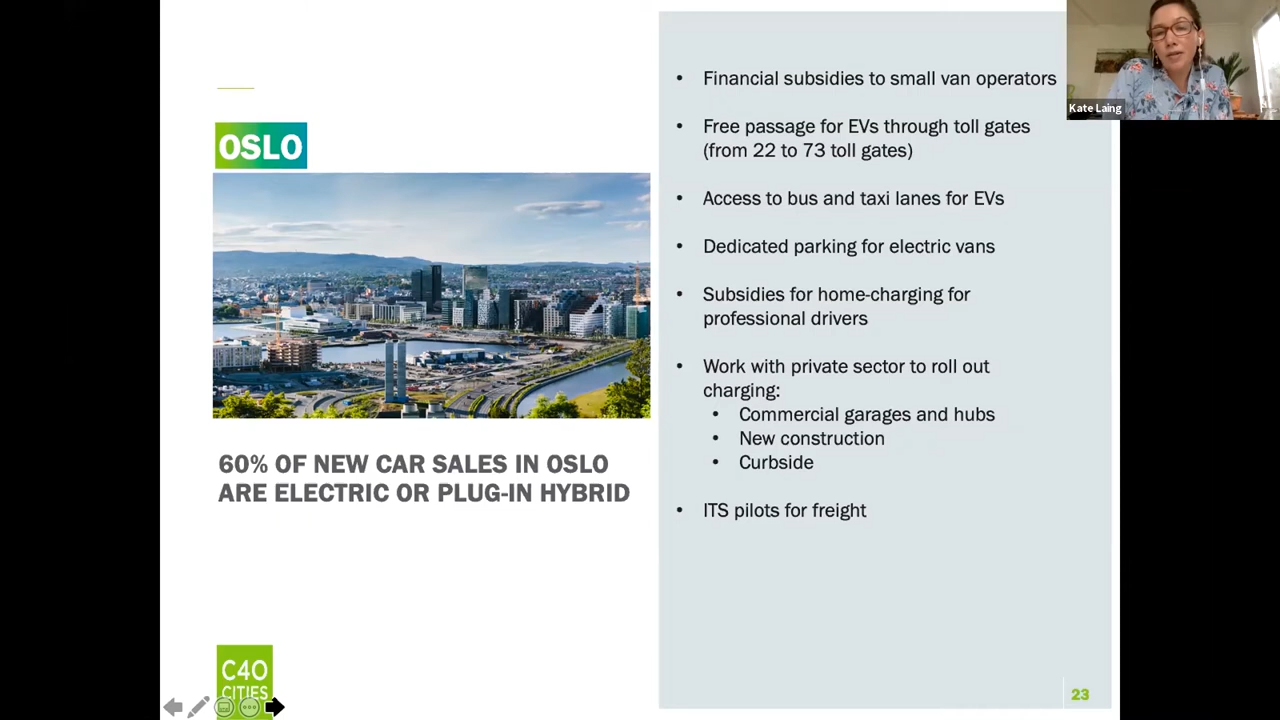 OSLO
60% OF NEW CAR SALES IN OSLO
ARE ELECTRIC OR PLUG-IN HYBRID
C40
CITIES
• Financial subsidies to small van operators
• Free passage for EVs through toll gates
(from 22 to 73 toll gates)
• Access to bus and taxi lanes for EVs
• Dedicated parking for electric vans
• Subsidies for home-charging for
professional drivers
• Work with private sector to roll out
charging:
• Commercial garages and hubs
• New construction
• Curbside
• ITS pilots for freight
23
Kate Laing